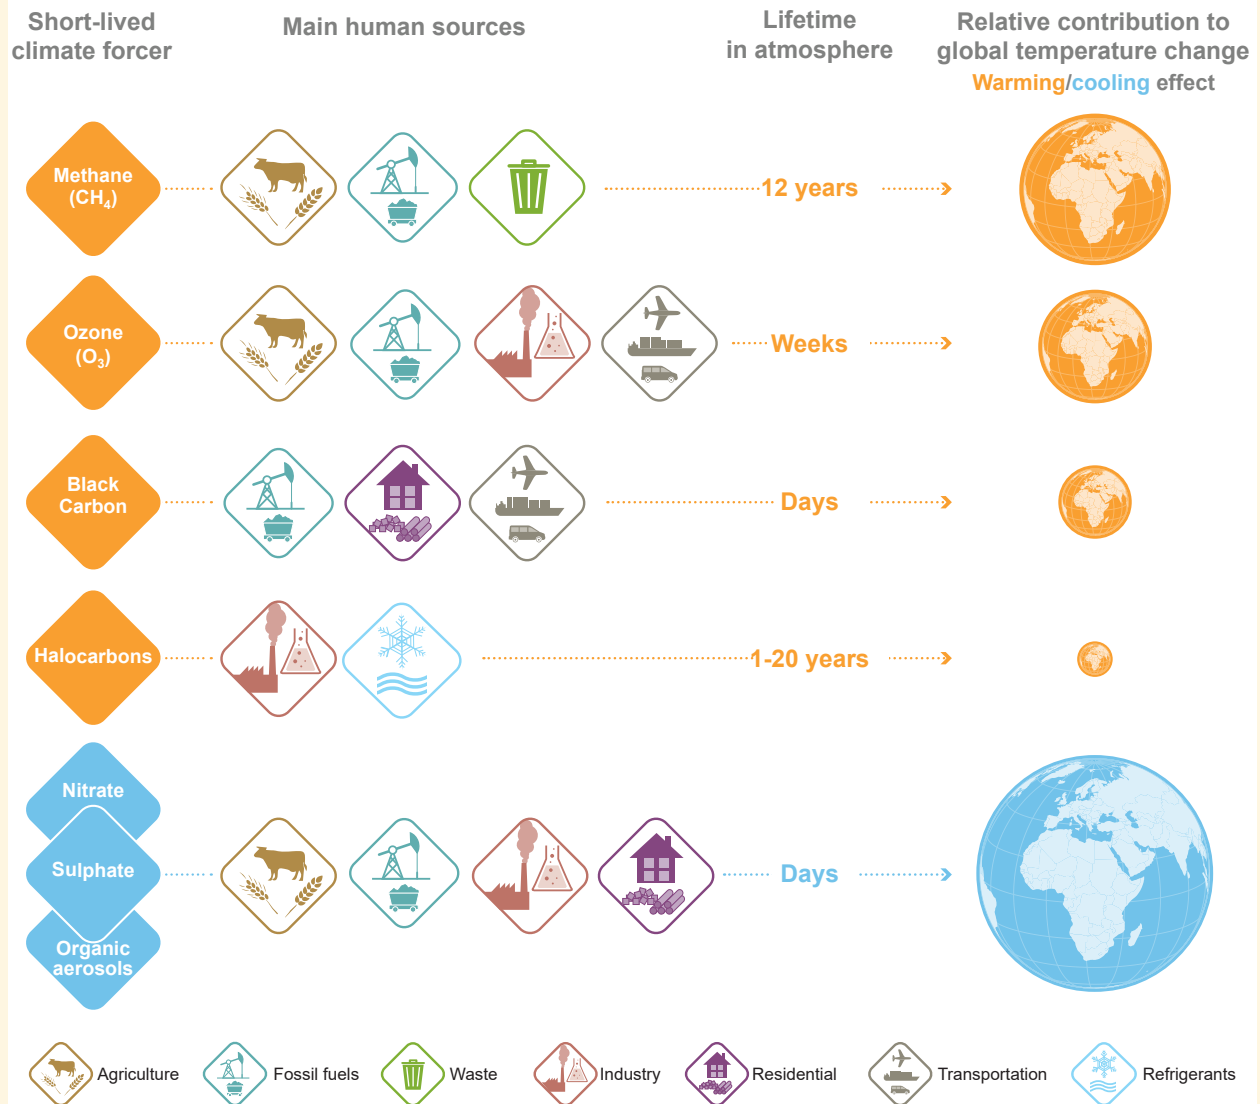 Short-lived
climate forcer
Main human sources
Lifetime
in atmosphere
Relative contribution to
global temperature change
Warming/cooling effect
Methane
(CH₄)
12 years
Ozone
(O₃)
Weeks
Black
Carbon
Days
Halocarbons
1-20 years
Nitrate
Sulphate
Organic
aerosols
Days
Agriculture
Fossil fuels
Waste
Industry
Residential
Transportation
Refrigerants